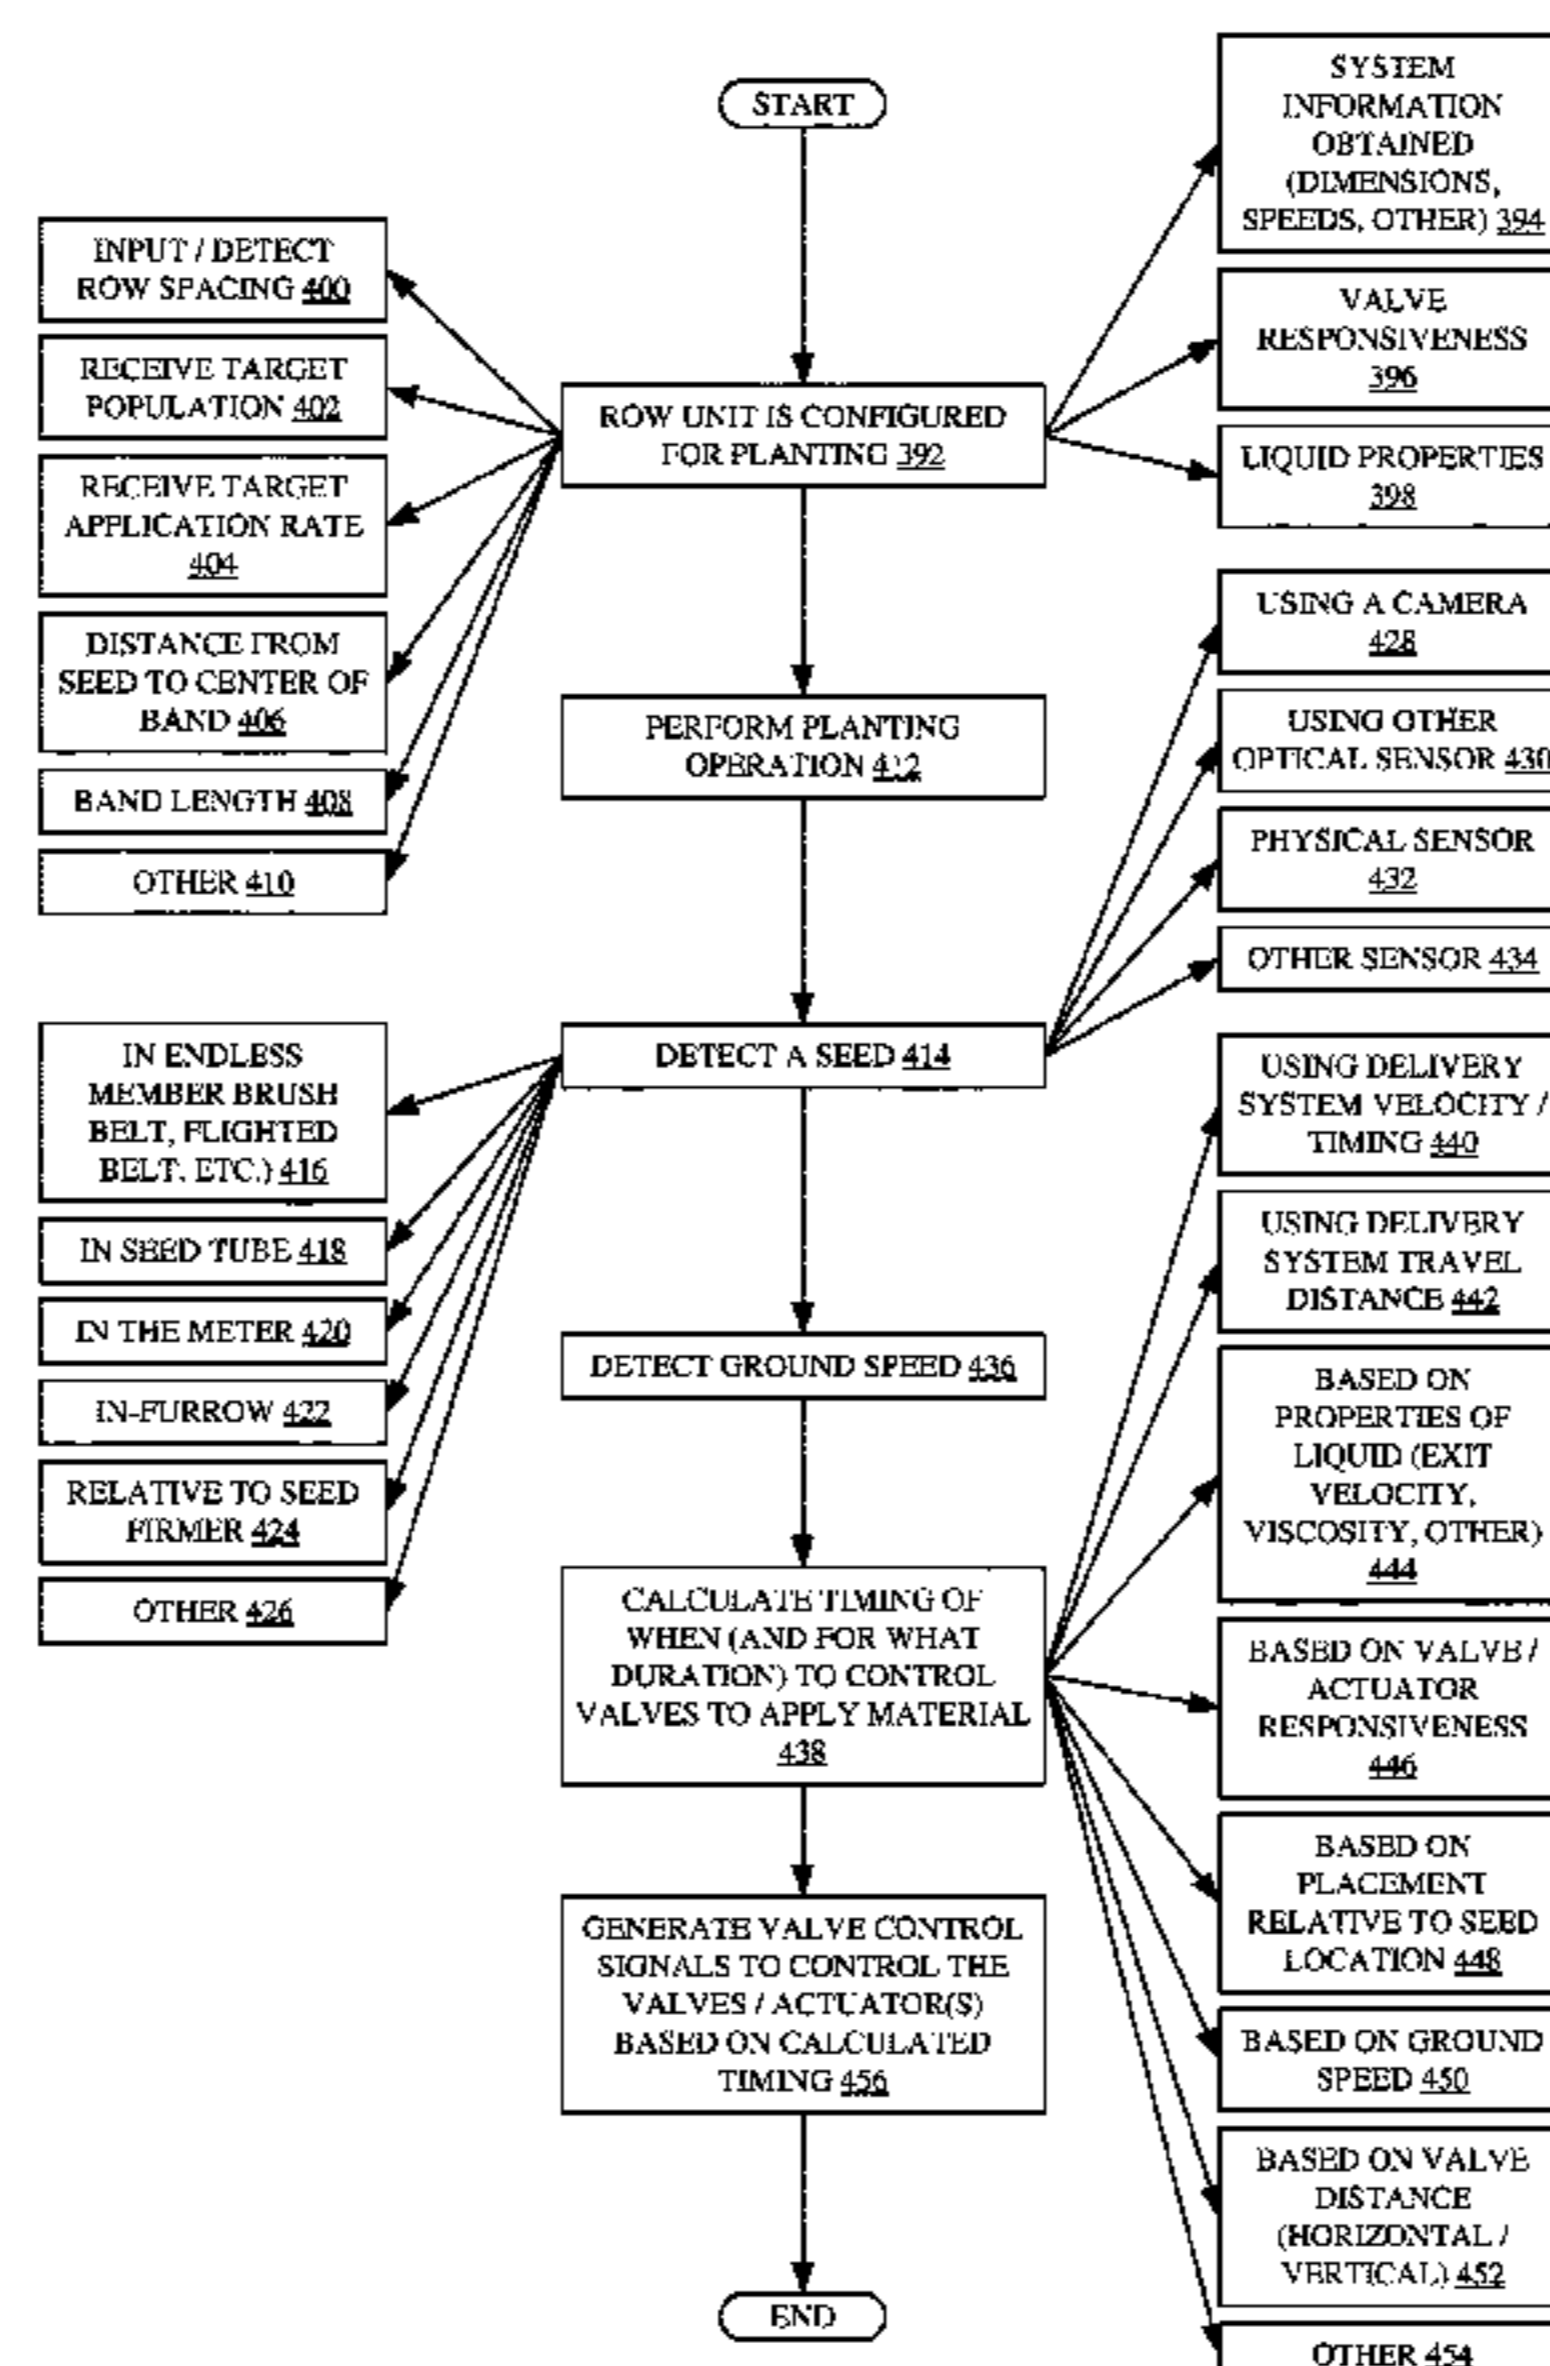 START
SYSTEM
INFORMATION
OBTAINED
(DIMENSIONS,
SPEEDS, OTHER) 394
INPUT / DETECT
ROW SPACING 400
VALVE
RESPONSIVENESS
396
RECEIVE TARGET
POPULATION 402
ROW UNIT IS CONFIGURED
FOR PLANTING 392
LIQUID PROPERTIES
398
RECEIVE TARGET
APPLICATION RATE
404
DISTANCE FROM
SEED TO CENTER OF
BAND 406
BAND LENGTH 408
OTHER 410
PERFORM PLANTING
OPERATION 412
USING A CAMERA
428
USING OTHER
OPTICAL SENSOR 430
PHYSICAL SENSOR
432
OTHER SENSOR 434
DETECT A SEED 414
IN ENDLESS
MEMBER BRUSH
BELT, FLIGHTED
BELT, ETC.) 416
IN SEED TUBE 418
IN THE METER 420
IN-FURROW 422
RELATIVE TO SEED
FIRMER 424
OTHER 426
DETECT GROUND SPEED 436
CALCULATE TIMING OF
WHEN (AND FOR WHAT
DURATION) TO CONTROL
VALVES TO APPLY MATERIAL
438
USING DELIVERY
SYSTEM VELOCITY /
TIMING 440
USING DELIVERY
SYSTEM TRAVEL
DISTANCE 442
BASED ON
PROPERTIES OF
LIQUID (EXIT
VELOCITY,
VISCOSITY, OTHER)
444
BASED ON VALVE /
ACTUATOR
RESPONSIVENESS
446
BASED ON
PLACEMENT
RELATIVE TO SEED
LOCATION 448
BASED ON GROUND
SPEED 450
BASED ON VALVE
DISTANCE
(HORIZONTAL /
VERTICAL) 452
OTHER 454
GENERATE VALVE CONTROL
SIGNALS TO CONTROL THE
VALVES / ACTUATOR(S)
BASED ON CALCULATED
TIMING 456
END